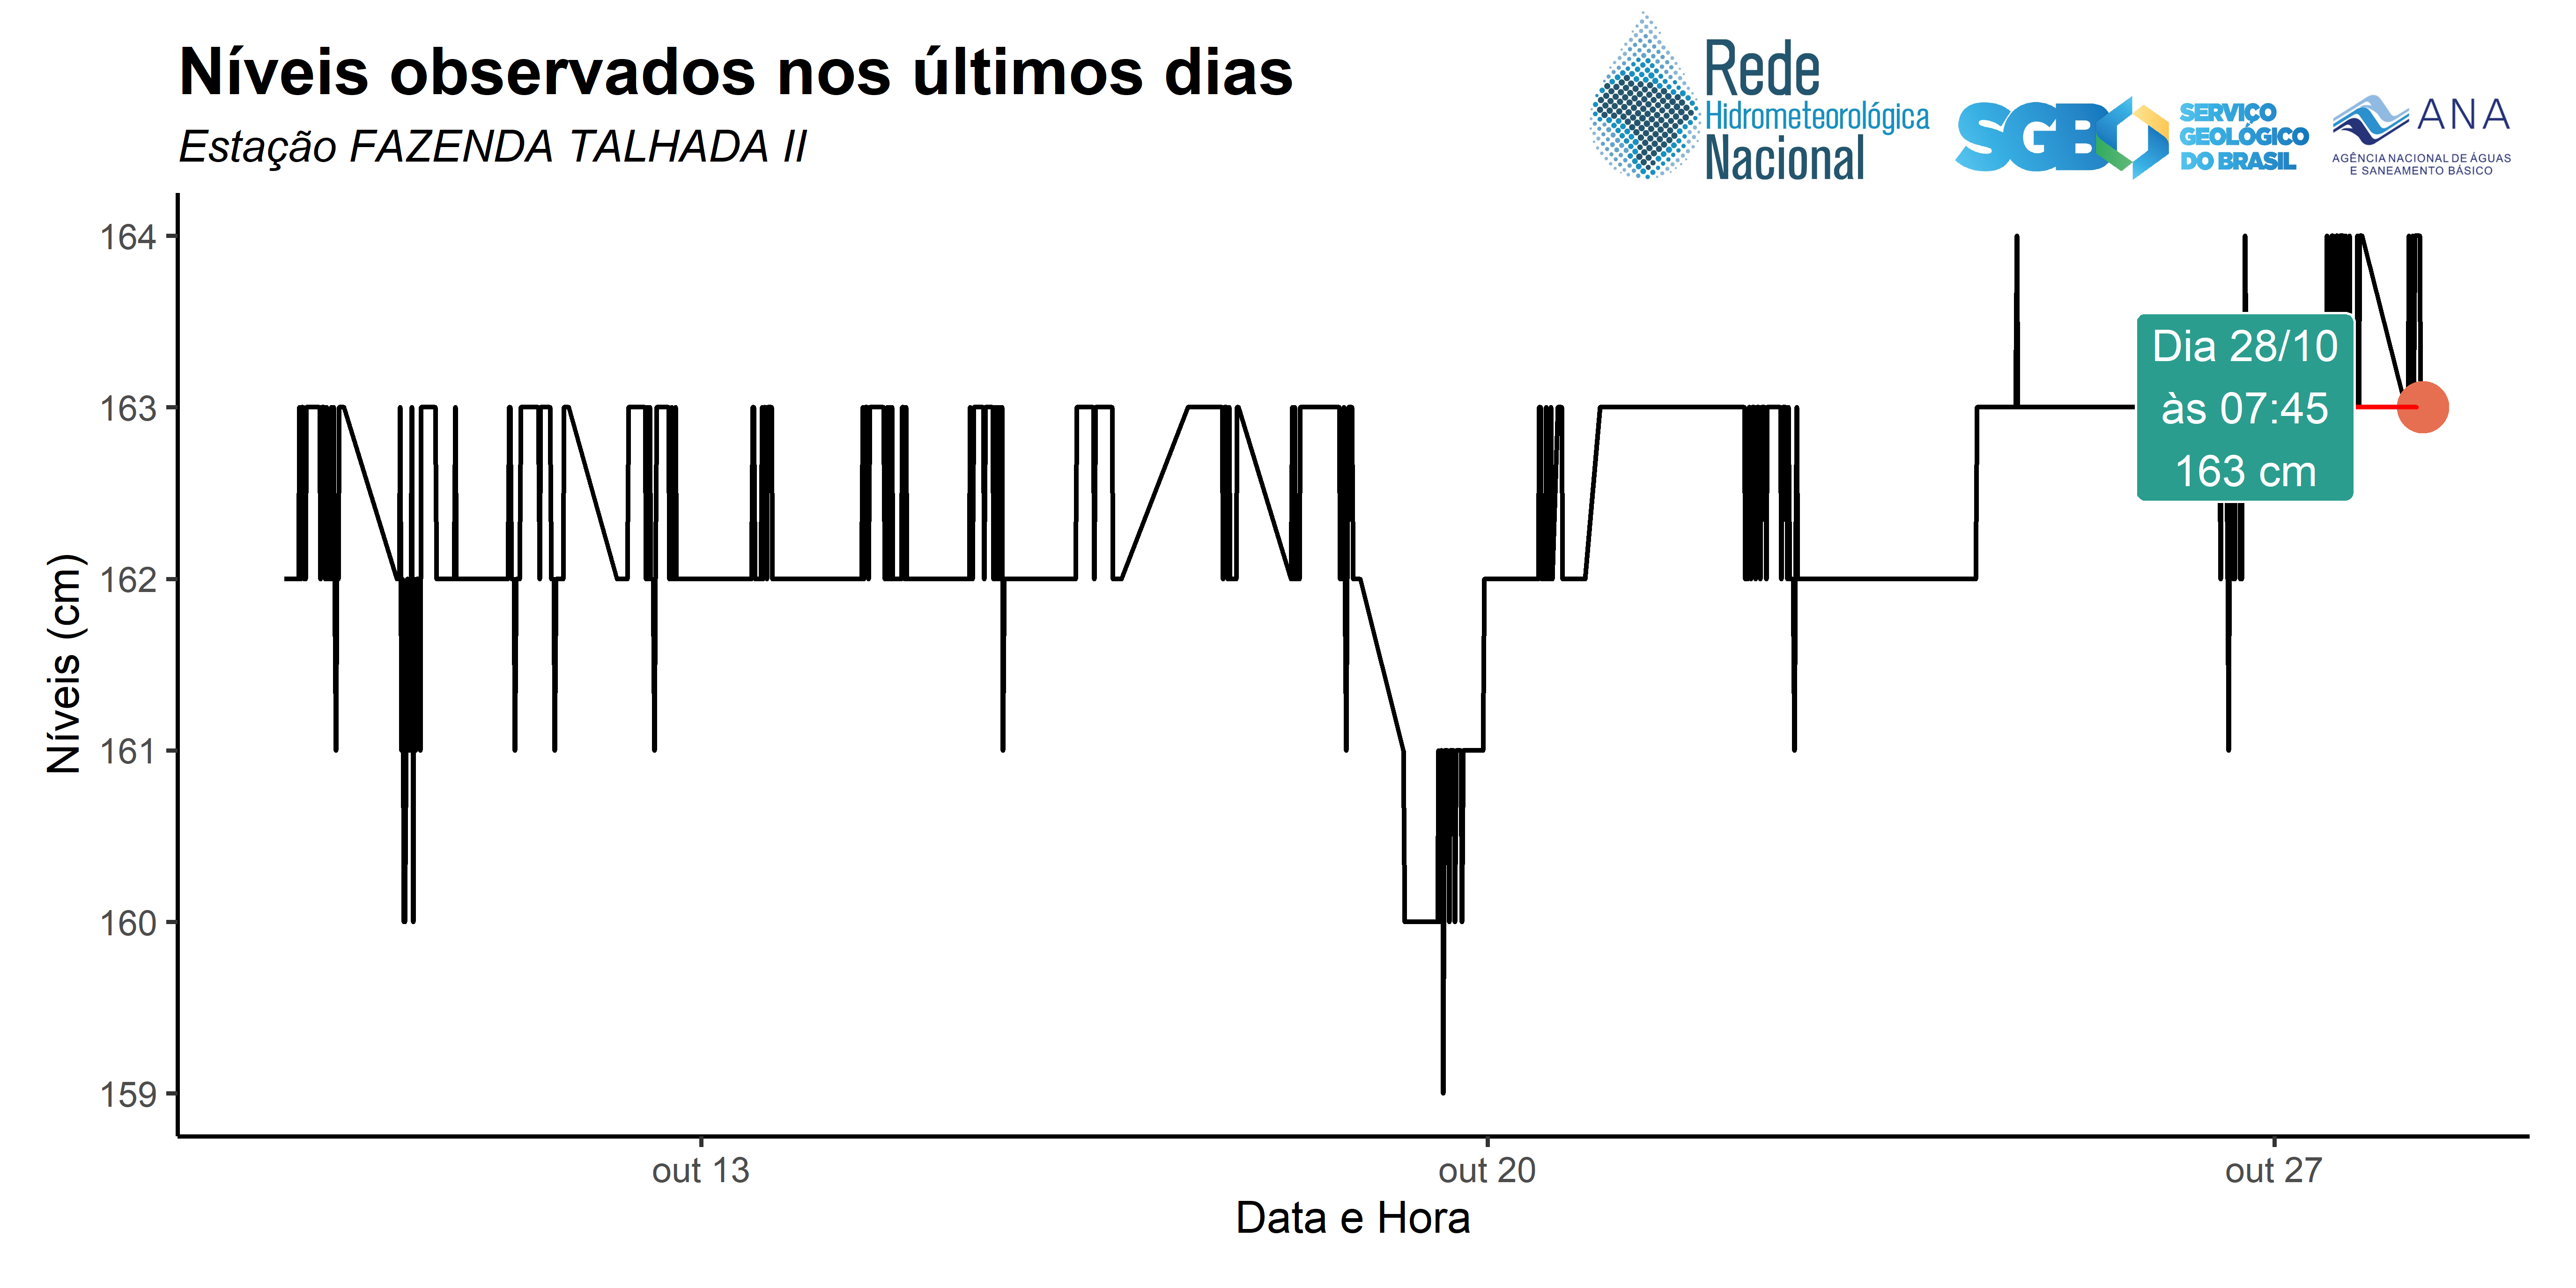 Níveis observados nos últimos dias
Estação FAZENDA TALHADA II
Rede
Hidrometeorológica
Nacional
SGB
SERVIÇO
GEOLÓGICO
DO BRASIL
ANA
AGÊNCIA NACIONAL DE ÁGUAS
E SANEAMENTO BÁSICO
164
163
162
161
160
159
Níveis (cm)
Dia 28/10
às 07:45
163 cm
out 13
out 20
out 27
Data e Hora